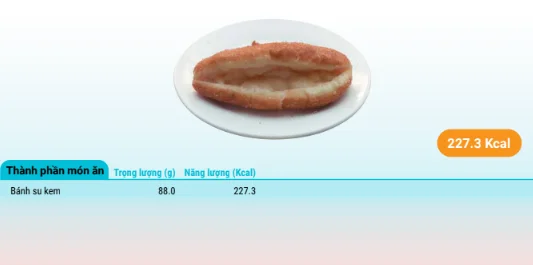 227.3 Kcal
Thành phần món ăn Trọng lượng (g) Năng lượng (Kcal)
Bánh su kem 88.0 227.3